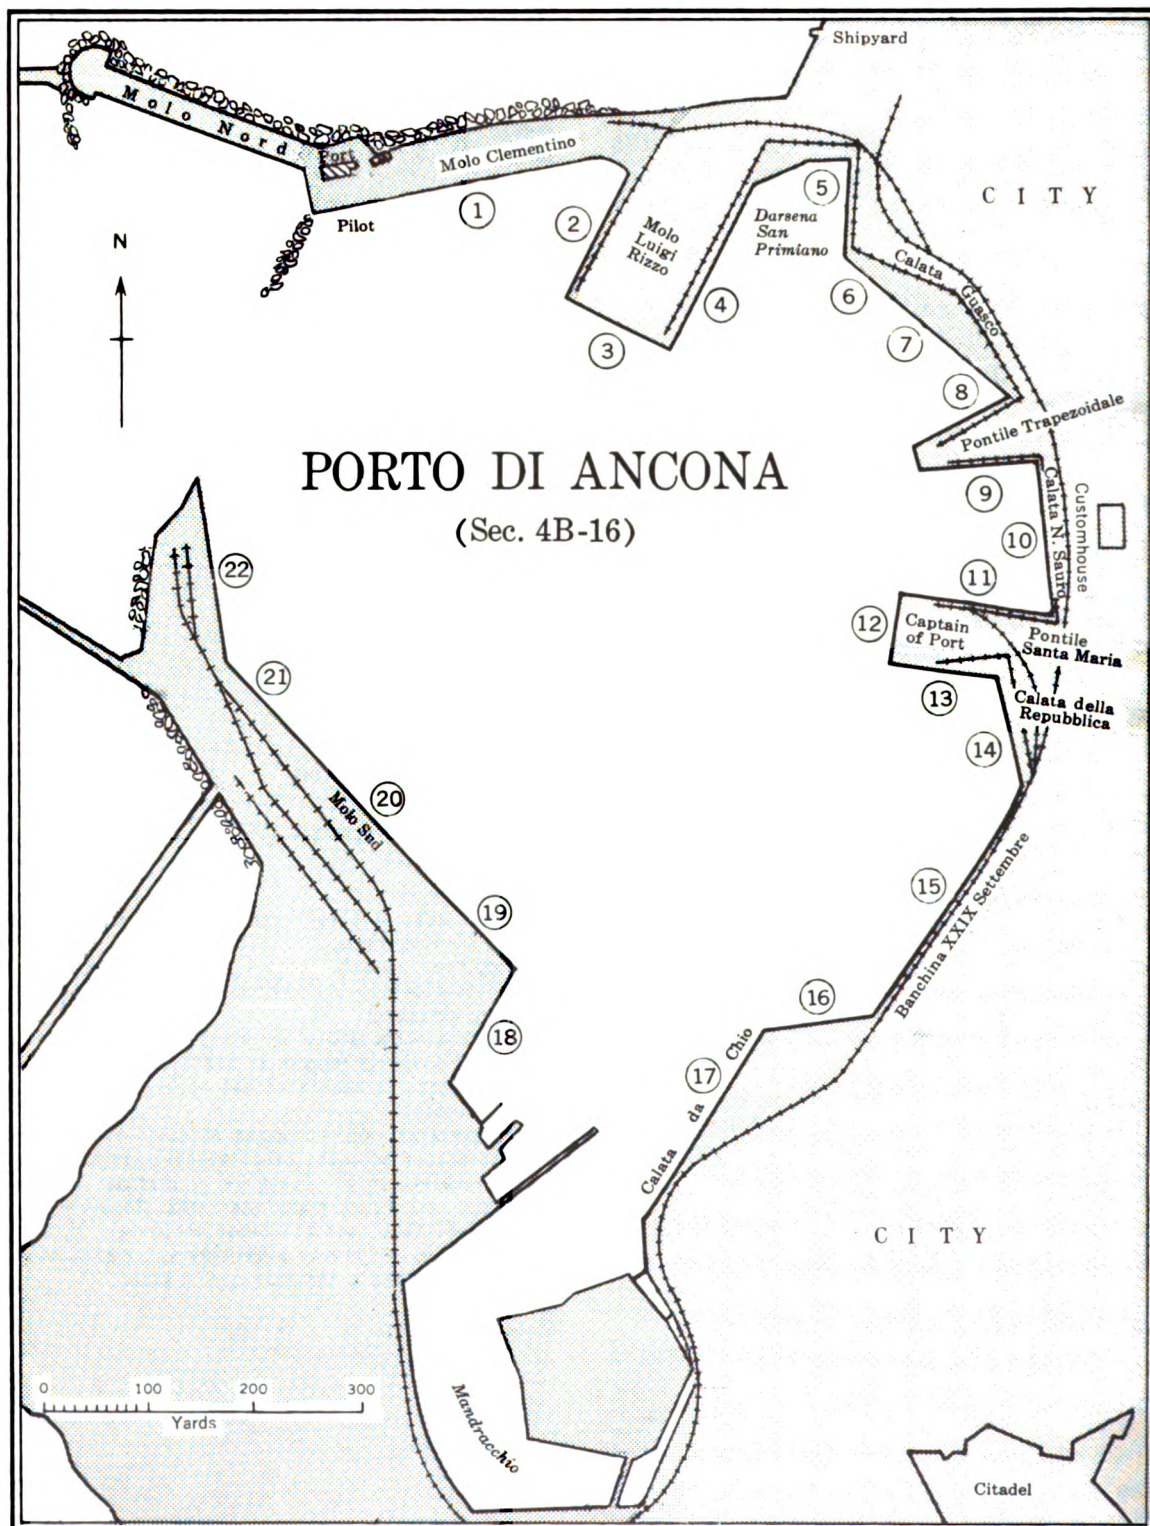 Shipyard
Molo Nord
Fort
Molo Clementino
Pilot
1
2
3
4
5
6
7
8
9
10
11
12
13
14
15
16
17
18
19
20
21
22
N
Molo
Luigi
Rizzo
Darsena
San
Primiano
CITY
Calata Guasco
Pontile Trapezoidale
PORTO DI ANCONA
(Sec. 4B-16)
Calata N. Sauro
Customhouse
Captain
of Port
Pontile
Santa Maria
Calata della
Repubblica
Molo Sud
Banchina XXIX Settembre
Calata da Chio
CITY
0 100 200 300
Yards
Mandracchio
Citadel